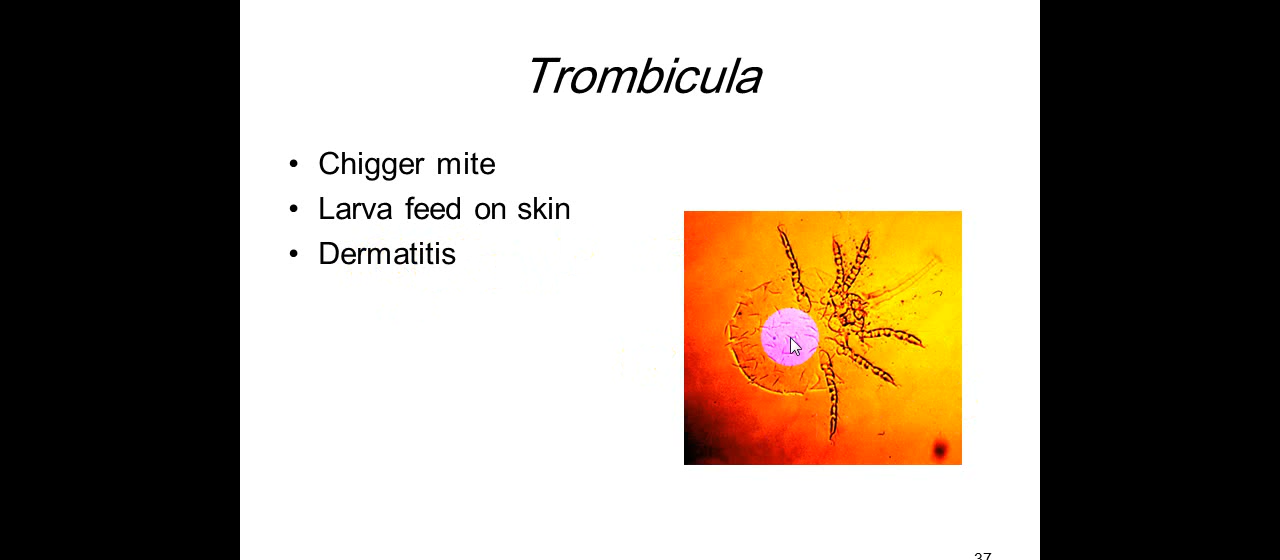 Trombicula
• Chigger mite
• Larva feed on skin
• Dermatitis
37